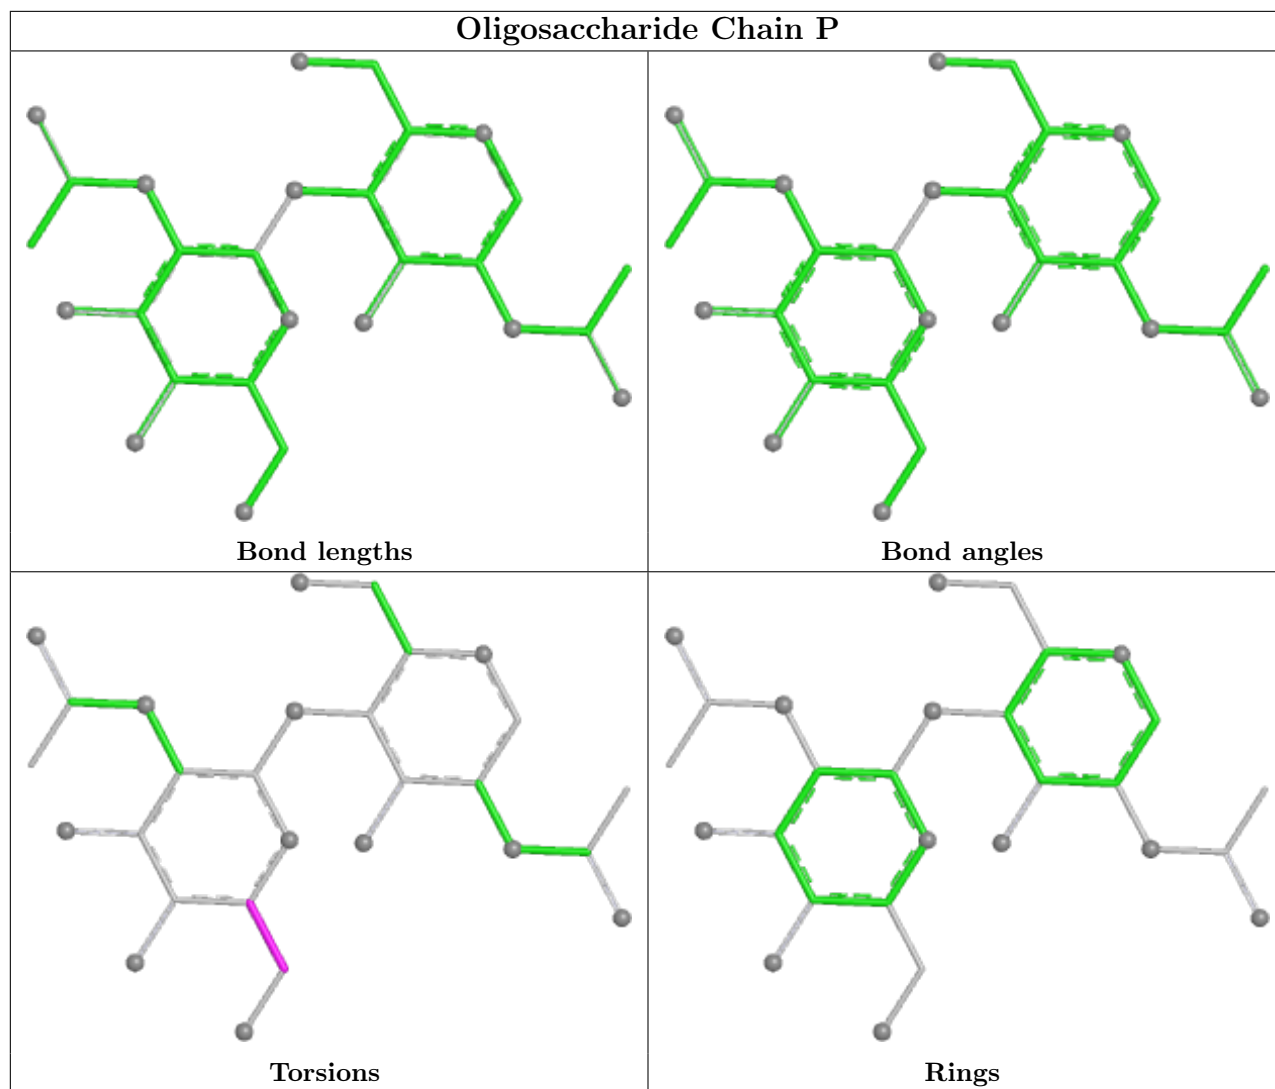 Oligosaccharide Chain P
Bond lengths
Bond angles
Torsions
Rings